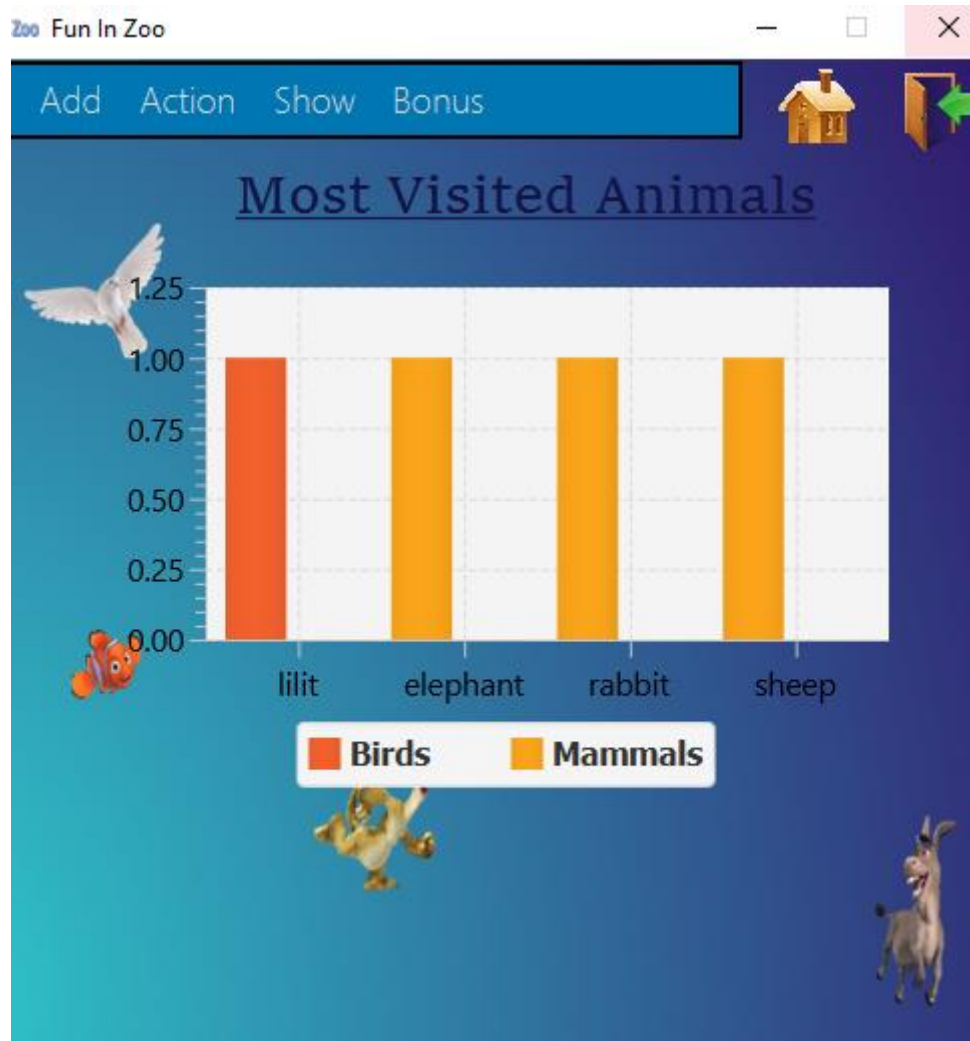 Zoo Fun In Zoo
Add Action Show Bonus
Most Visited Animals
1.25
1.00
0.75
0.50
0.25
0.00
lilit elephant rabbit sheep
Birds Mammals